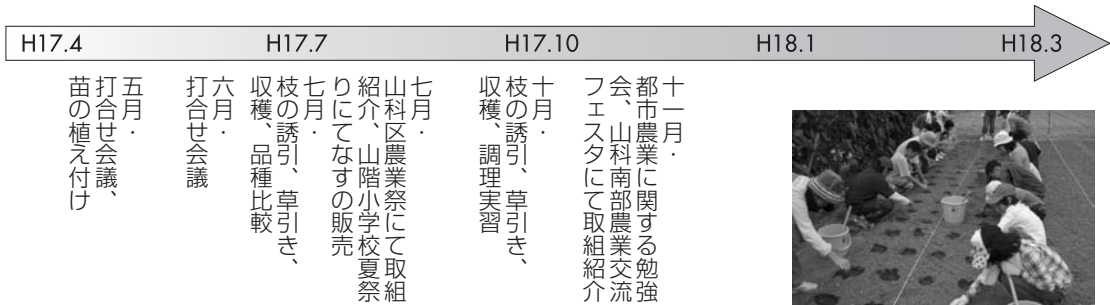 H17.4
H17.7
H17.10
H18.1
H18.3
五月・
打合せ会議、
苗の植え付け
六月・
打合せ会議
七月・
枝の誘引、草引き、
収穫、品種比較
七月・
山科区農業祭にて取組
紹介、山階小学校夏祭
りにてなすの販売
十月・
枝の誘引、草引き、
収穫、調理実習
十一月・
都市農業に関する勉強
会、山科南部農業交流
フェスタにて取組紹介